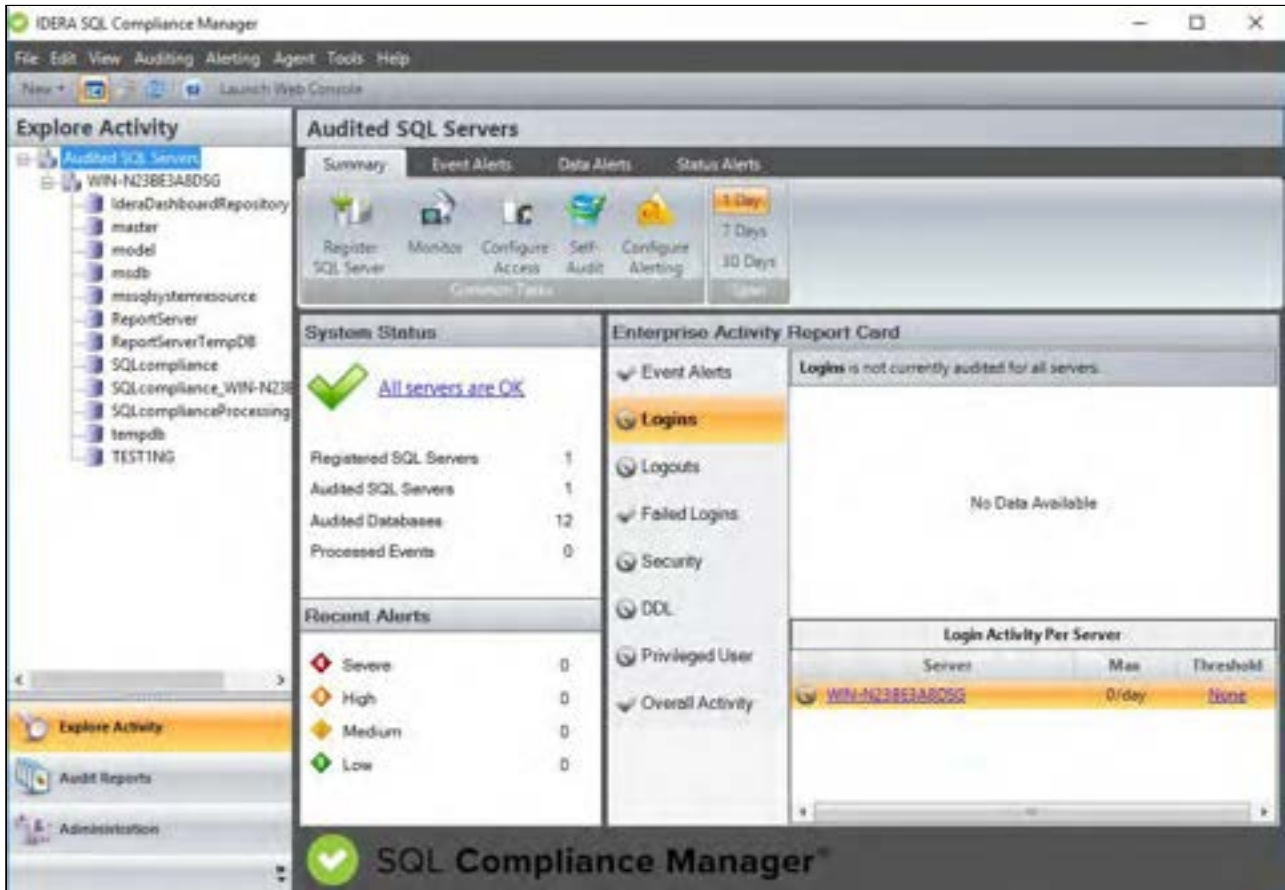 IDERA SQL Compliance Manager
File Edit View Auditing Alerting Agent Tools Help
New Launch Web Console
Explore Activity
Audited SQL Servers
WIN-N23BE3A8DSG
IderaDashboardRepository
master
model
msdb
mssqlsystemresource
ReportServer
ReportServerTempDB
SQLcompliance
SQLcompliance_WIN-N23B
SQLcomplianceProcessing
tempdb
TEST1NG
Explore Activity
Audit Reports
Administration
Audited SQL Servers
Summary Event Alerts Data Alerts Status Alerts
Register SQL Server
Monitor
Configure Access
Self-Audit
Configure Alerting
Common Tasks
1 Day
7 Days
30 Days
Span
System Status
All servers are OK
Registered SQL Servers 1
Audited SQL Servers 1
Audited Databases 12
Processed Events 0
Recent Alerts
Severe 0
High 0
Medium 0
Low 0
Enterprise Activity Report Card
Event Alerts
Logins
Logouts
Failed Logins
Security
DDL
Privileged User
Overall Activity
Logins is not currently audited for all servers.
No Data Available
Login Activity Per Server
Server Max Threshold
WIN-N23BE3A8DSG 0/day None
SQL Compliance Manager®